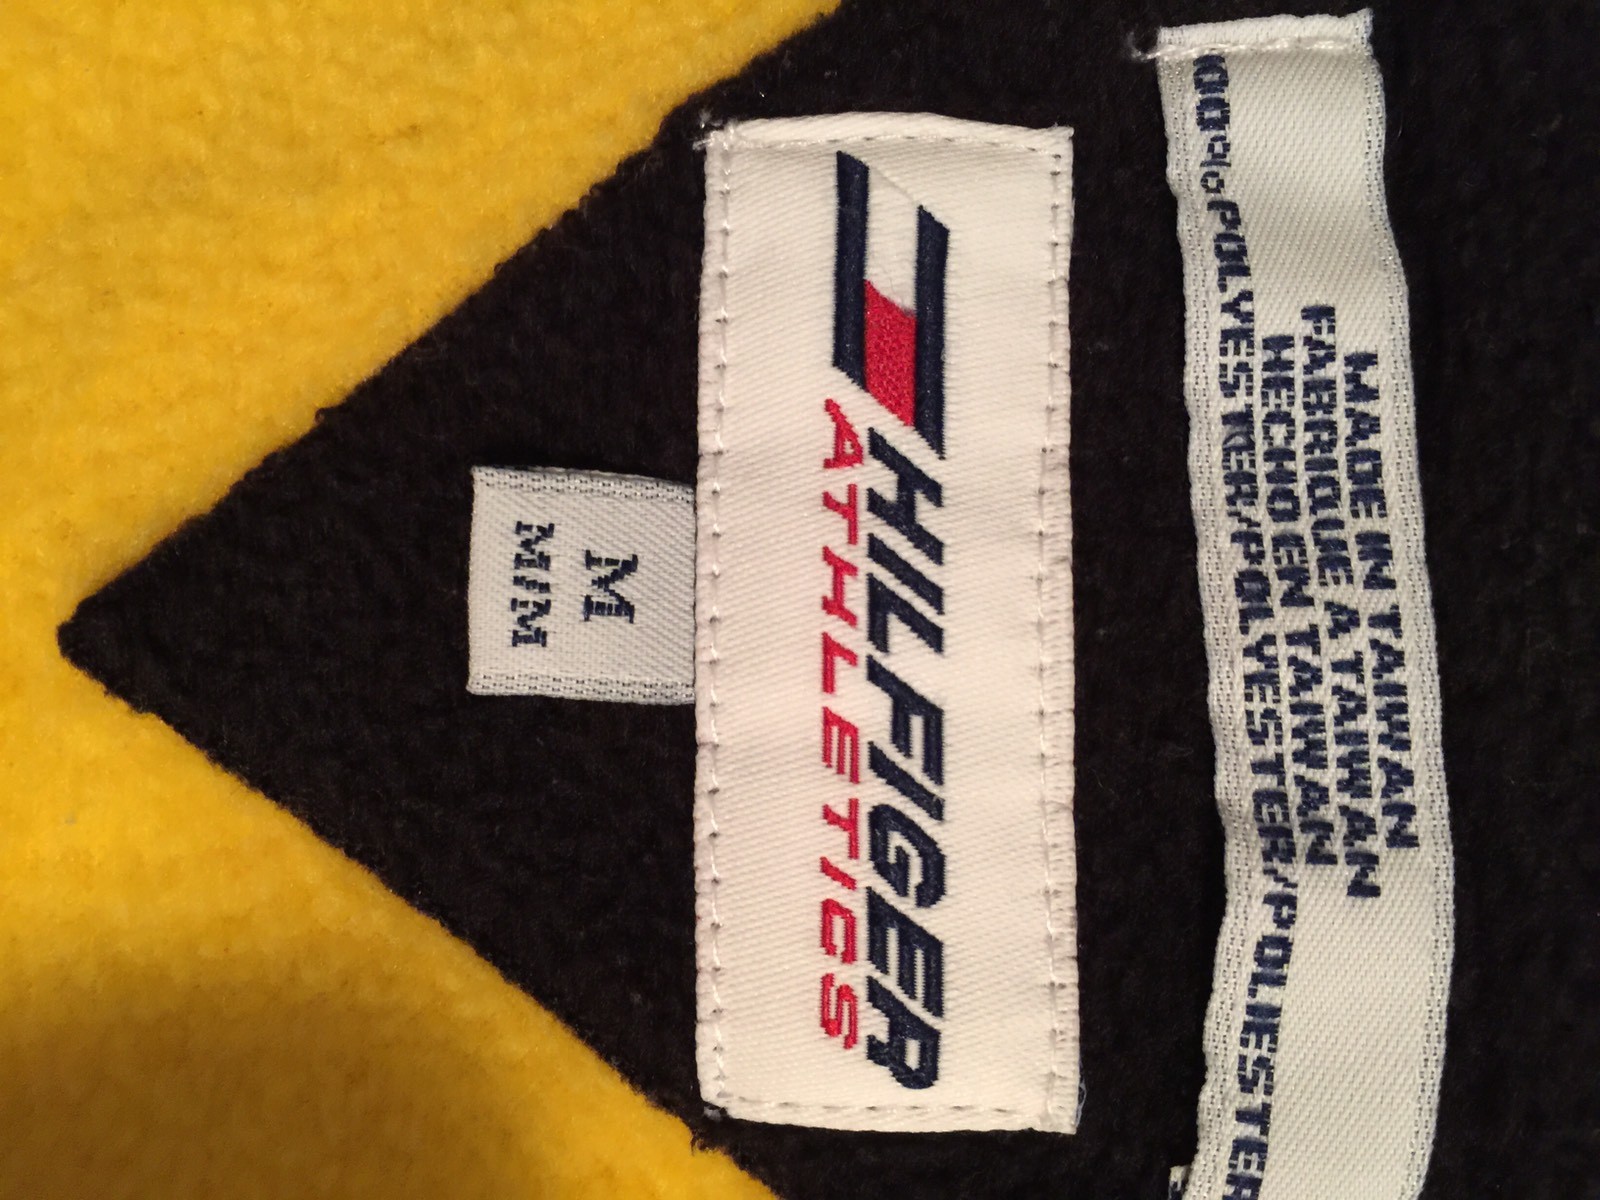 MADE IN TAIWAN
FABRIQUE A TAIWAN
HECHO EN TAIWAN
100% POLYESTER/POLYESTER/POLIESTER
HILFIGER
ATHLETICS
M
M/M